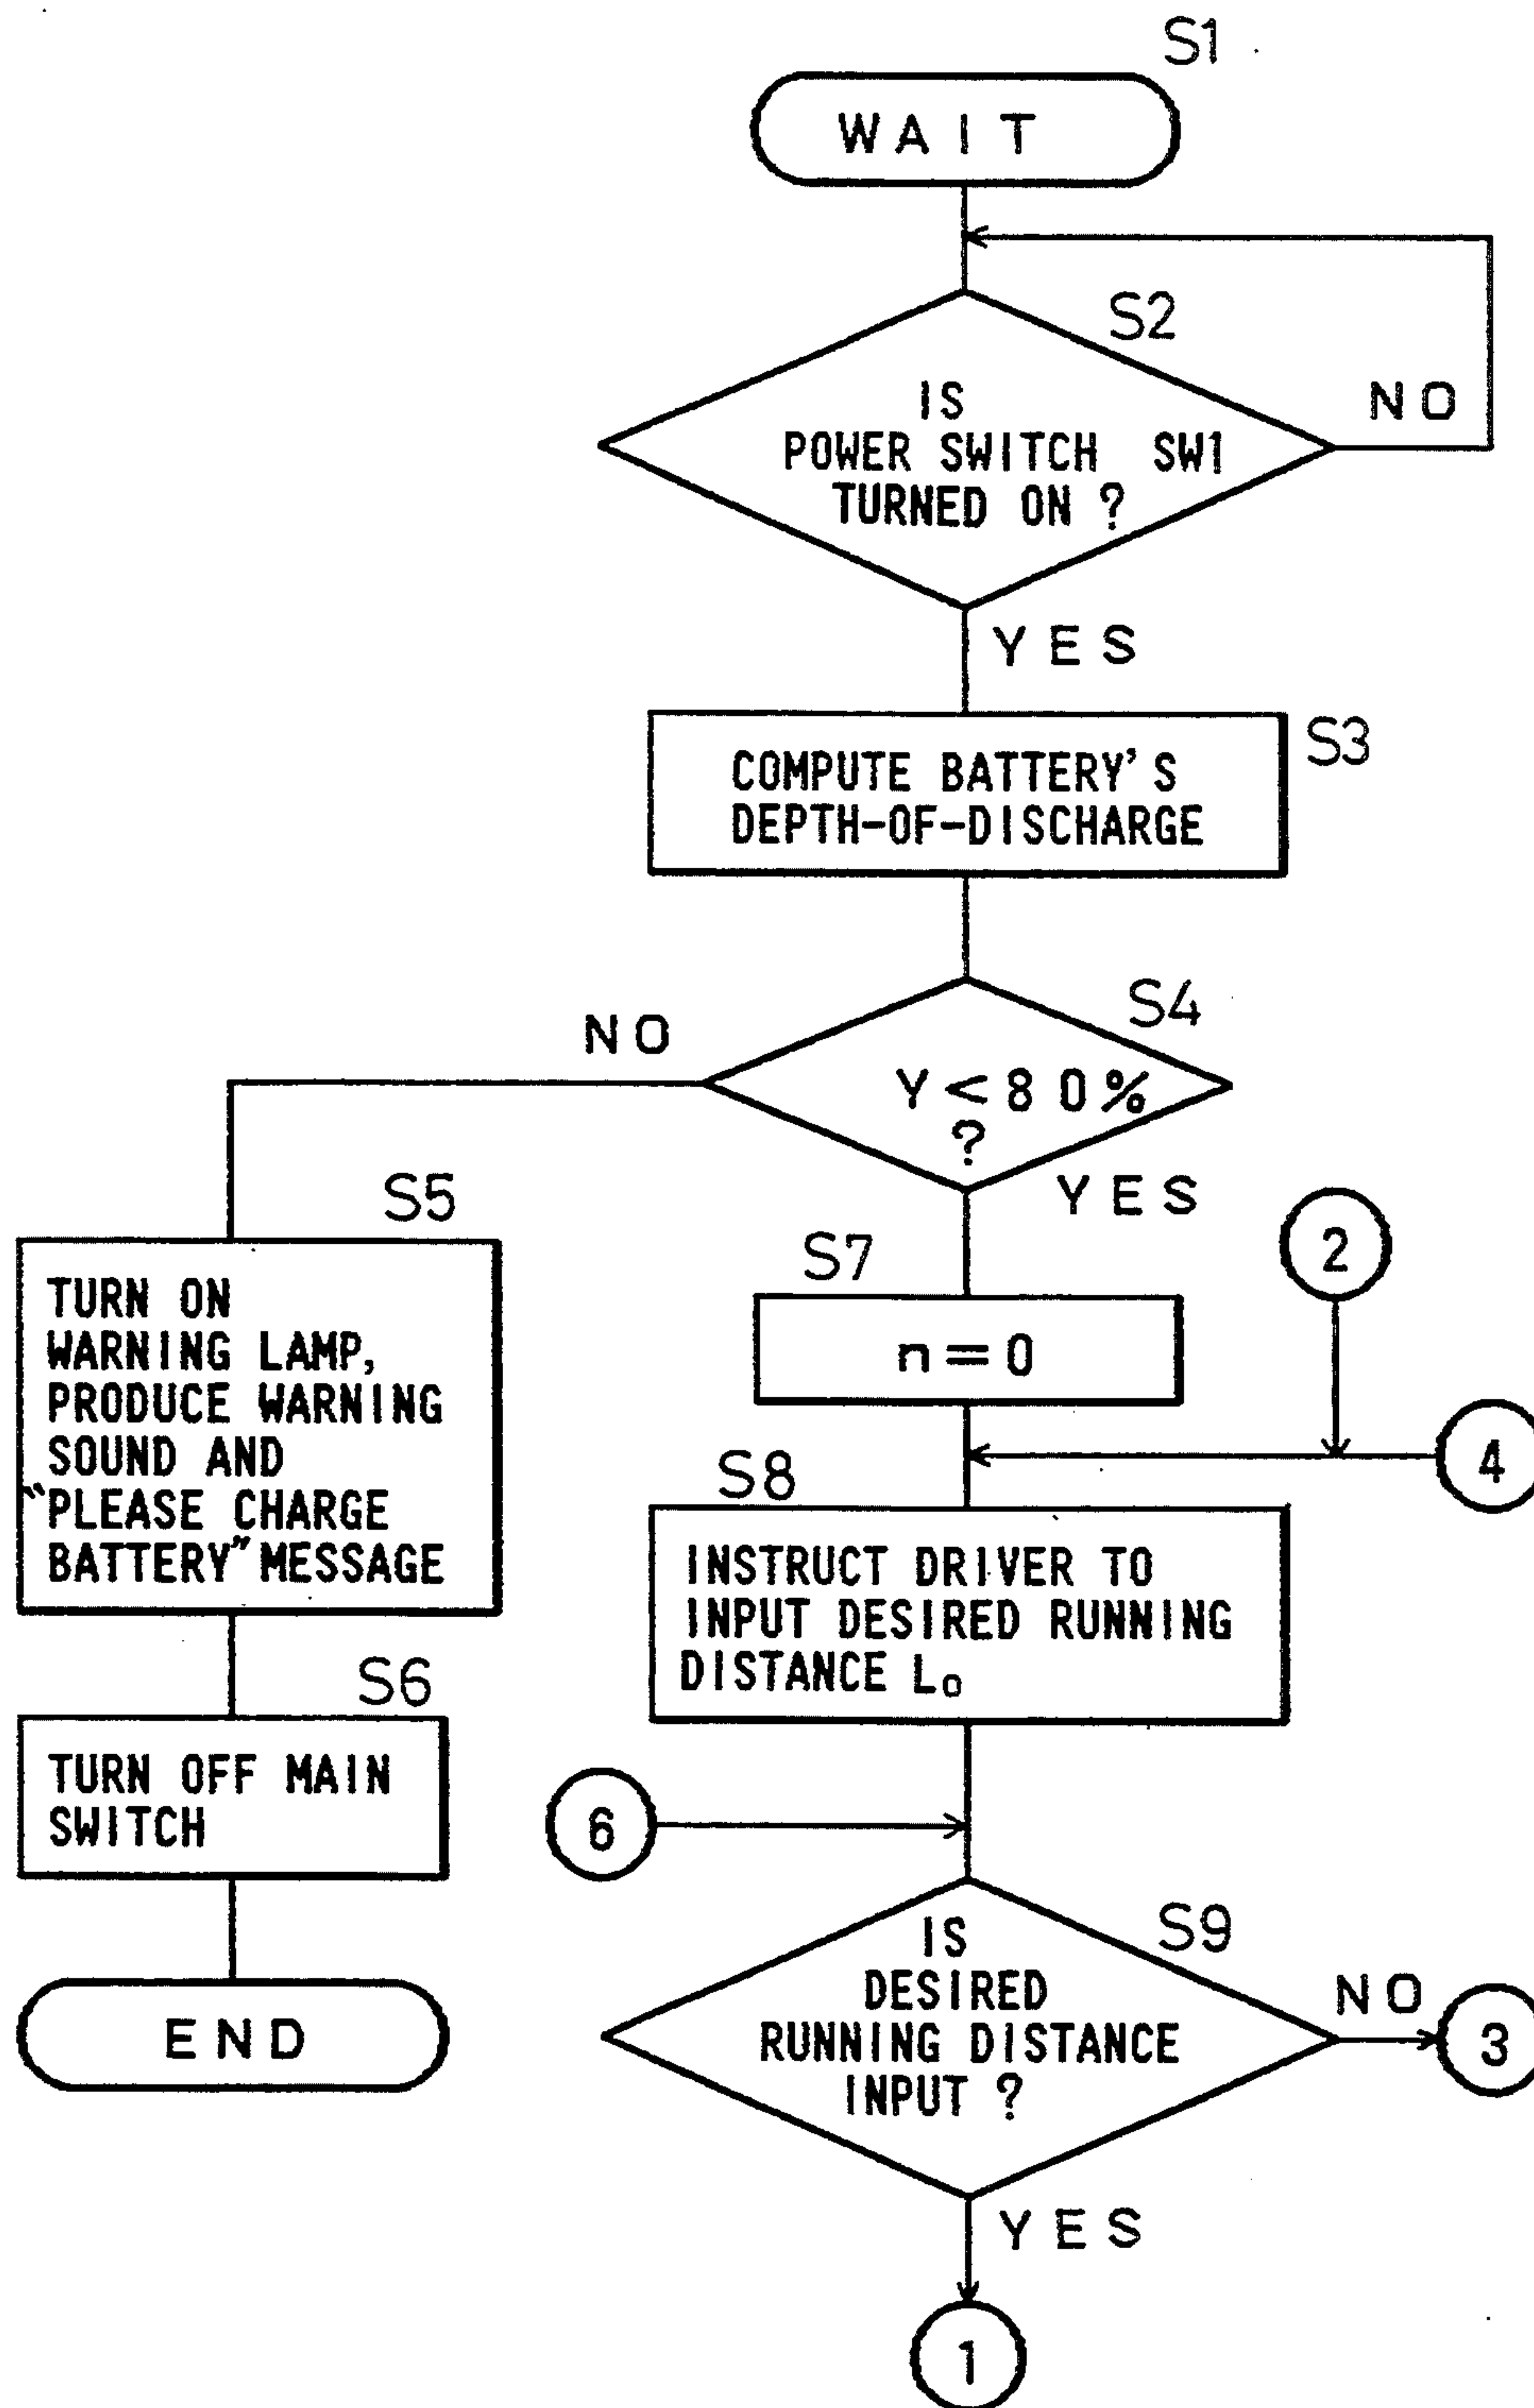 S1
WAIT
S2
IS
POWER SWITCH SW1
TURNED ON ?
NO
YES
S3
COMPUTE BATTERY'S
DEPTH-OF-DISCHARGE
S4
NO
Y<80%
?
YES
S5
TURN ON
WARNING LAMP,
PRODUCE WARNING
SOUND AND
"PLEASE CHARGE
BATTERY" MESSAGE
S6
TURN OFF MAIN
SWITCH
END
S7
n=0
2
4
S8
INSTRUCT DRIVER TO
INPUT DESIRED RUNNING
DISTANCE L₀
6
S9
IS
DESIRED
RUNNING DISTANCE
INPUT ?
NO
3
YES
1